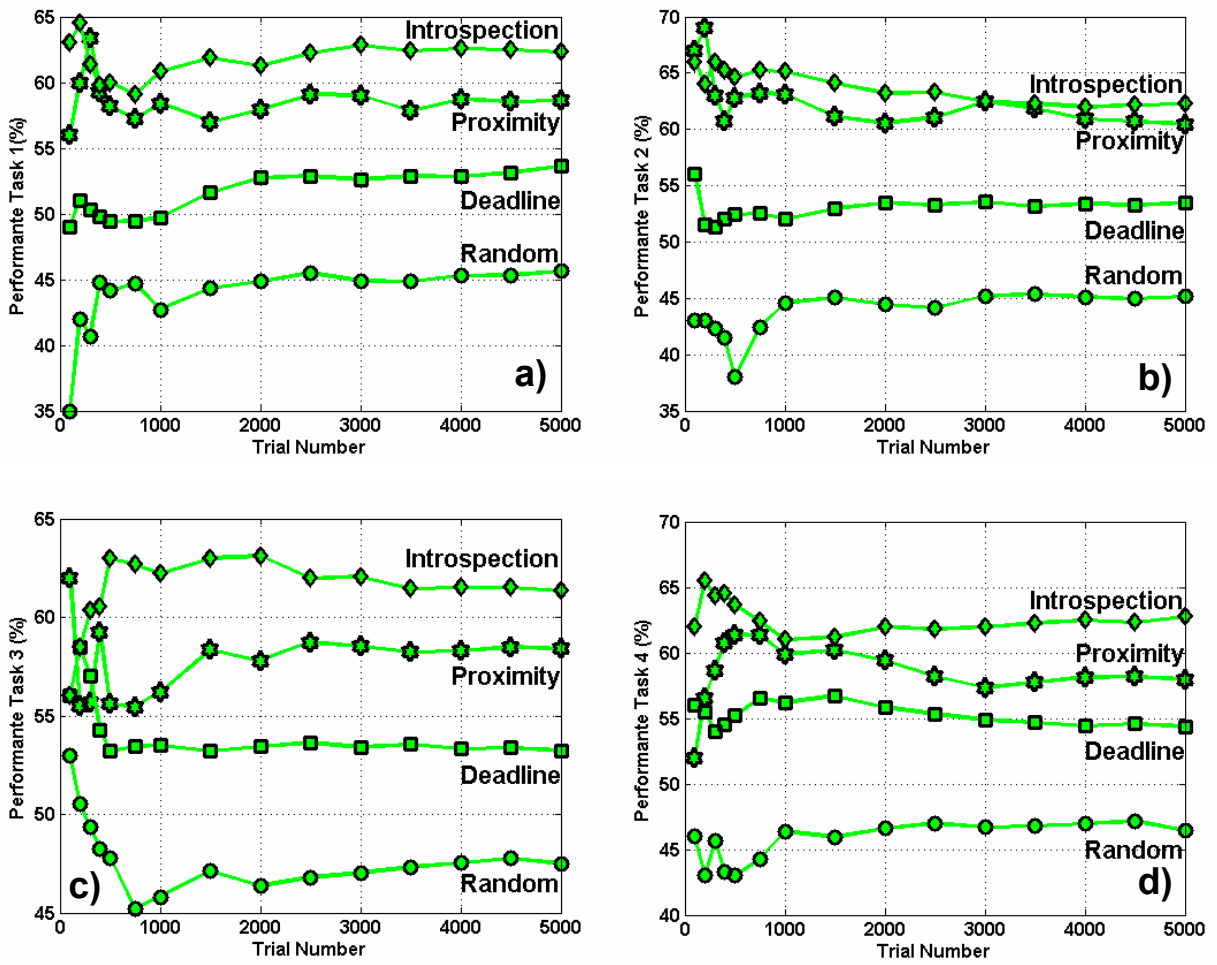 65
60
55
50
45
40
35
Performante Task 1(%)
Introspection
Proximity
Deadline
Random
a)
0 1000 2000 3000 4000 5000
Trial Number
70
65
60
55
50
45
40
35
Performante Task 2 (%)
Introspection
Proximity
Deadline
Random
b)
0 1000 2000 3000 4000 5000
Trial Number
65
60
55
50
45
Performante Task 3 (%)
Introspection
Proximity
Deadline
Random
c)
0 1000 2000 3000 4000 5000
Trial Number
70
65
60
55
50
45
40
Performante Task 4 (%)
Introspection
Proximity
Deadline
Random
d)
0 1000 2000 3000 4000 5000
Trial Number